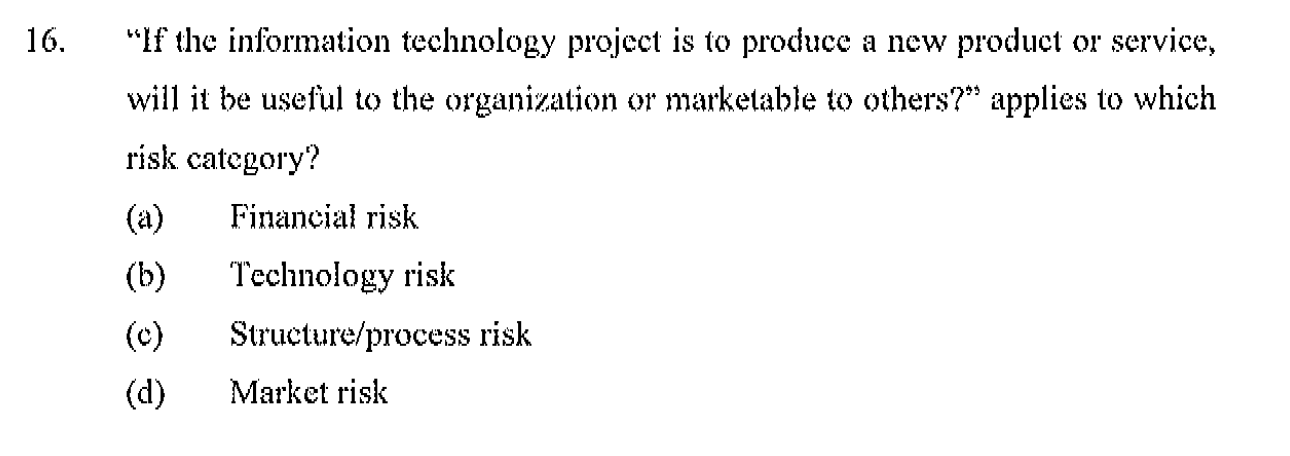 16. “If the information technology project is to produce a new product or service,
will it be useful to the organization or marketable to others?” applies to which
risk category?
(a) Financial risk
(b) Technology risk
(c) Structure/process risk
(d) Market risk